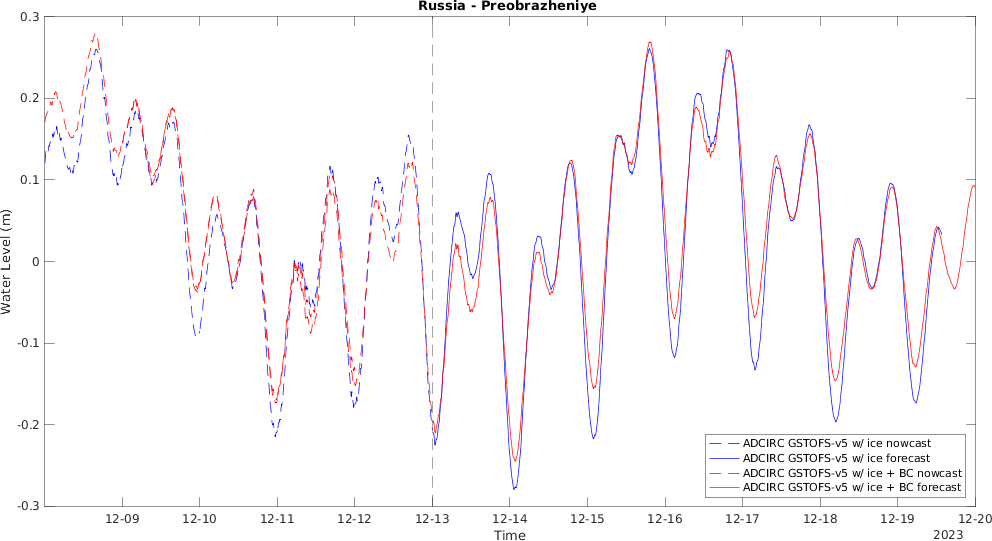 Russia - Preobrazheniye
Water Level (m)
0.3
0.2
0.1
0
-0.1
-0.2
-0.3
12-09
12-10
12-11
12-12
12-13
12-14
12-15
12-16
12-17
12-18
12-19
12-20
Time
2023
ADCIRC GSTOFS-v5 w/ ice nowcast
ADCIRC GSTOFS-v5 w/ ice forecast
ADCIRC GSTOFS-v5 w/ ice + BC nowcast
ADCIRC GSTOFS-v5 w/ ice + BC forecast